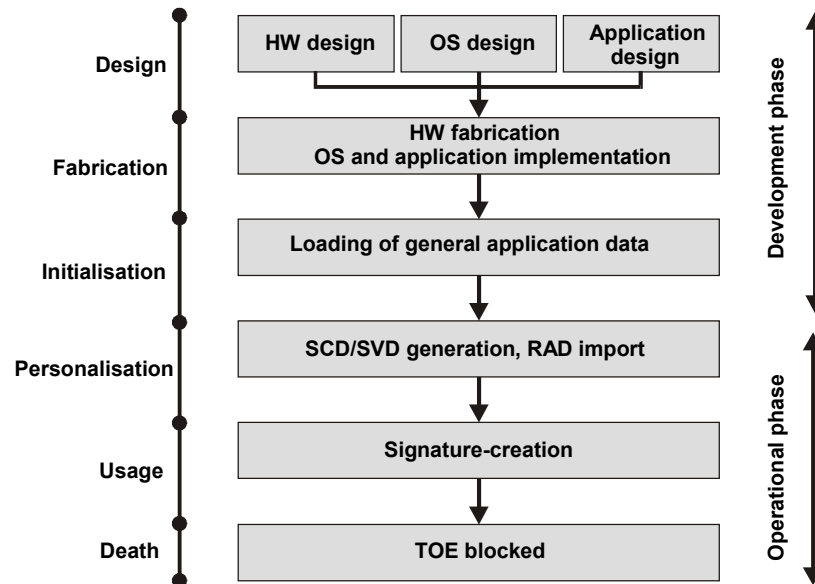 Design
HW design
OS design
Application
design
Fabrication
HW fabrication
OS and application implementation
Initialisation
Loading of general application data
Development phase
Personalisation
SCD/SVD generation, RAD import
Usage
Signature-creation
Death
TOE blocked
Operational phase